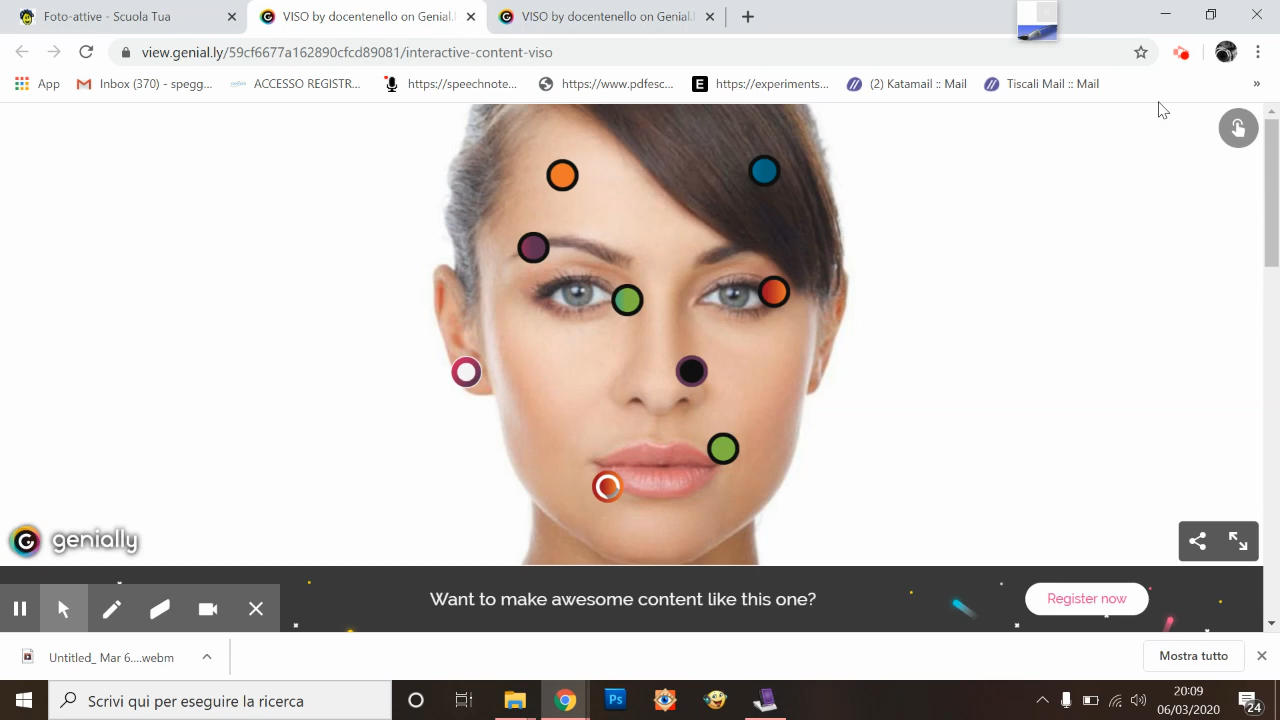 Foto-attive - Scuola Tua
VISO by docentenello on Genial.l
VISO by docentenello on Genial.l
view.genial.ly/59cf6677a162890cfcd89081/interactive-content-viso
App
Inbox (370) - spegg...
ACCESSO REGISTR...
https://speechnote...
https://www.pdfesc...
E
https://experiments...
(2) Katamail :: Mail
Tiscali Mail :: Mail
»
G genially
Want to make awesome content like this one?
Register now
Untitled_ Mar 6....webm
Mostra tutto
Scrivi qui per eseguire la ricerca
Ps
20:09
06/03/2020
24